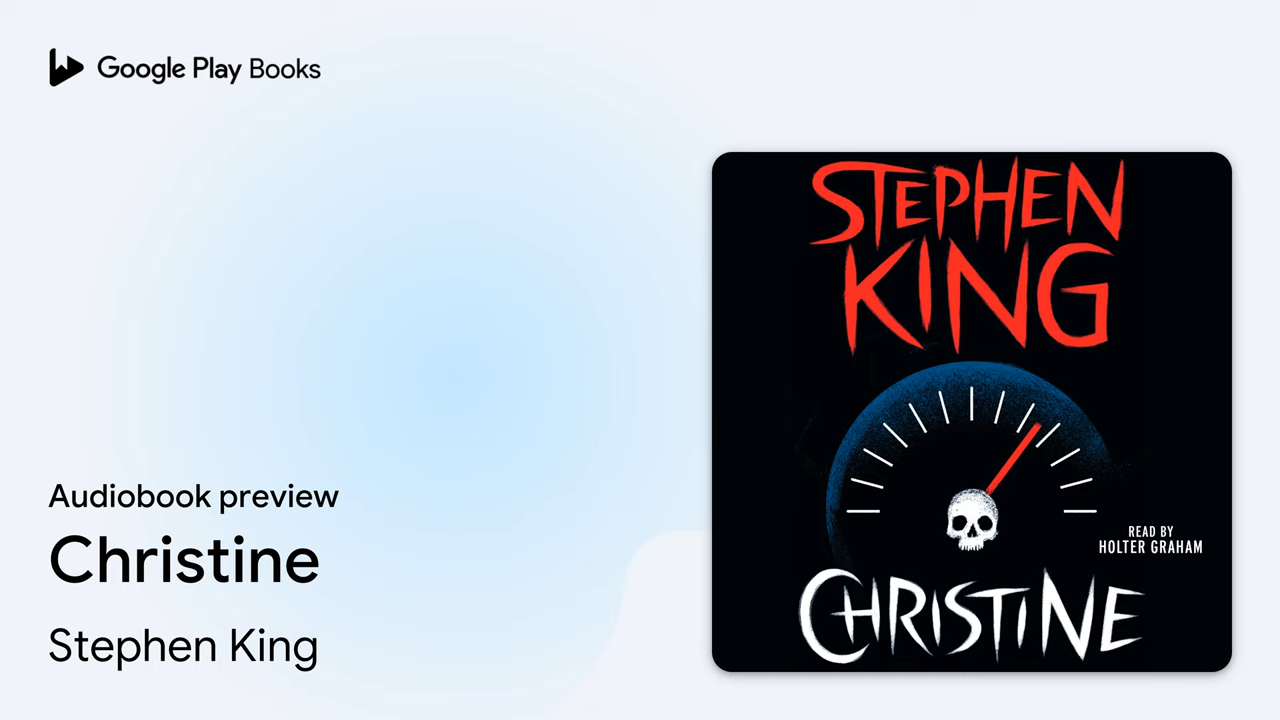 Google Play Books
Audiobook preview
Christine
Stephen King
STEPHEN
KING
READ BY
HOLTER GRAHAM
CHRISTINE